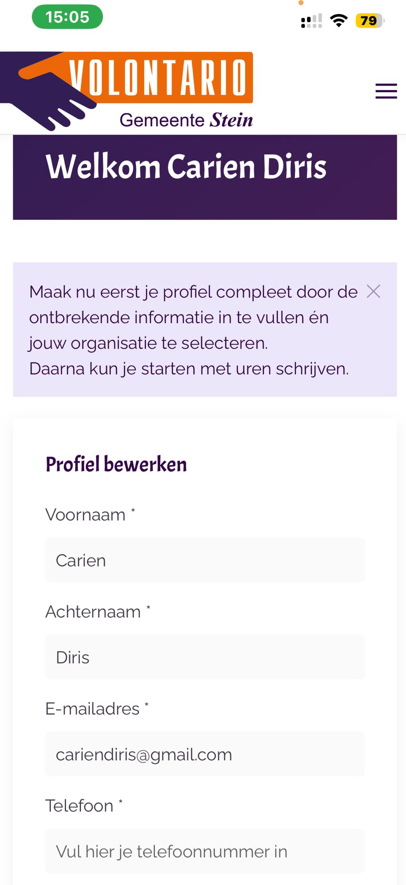 15:05
79
VOLONTARIO
Gemeente Stein
Welkom Carien Diris
Maak nu eerst je profiel compleet door de
ontbrekende informatie in te vullen én
jouw organisatie te selecteren.
Daarna kun je starten met uren schrijven.
Profiel bewerken
Voornaam *
Carien
Achternaam *
Diris
E-mailadres *
cariendiris@gmail.com
Telefoon *
Vul hier je telefoonnummer in